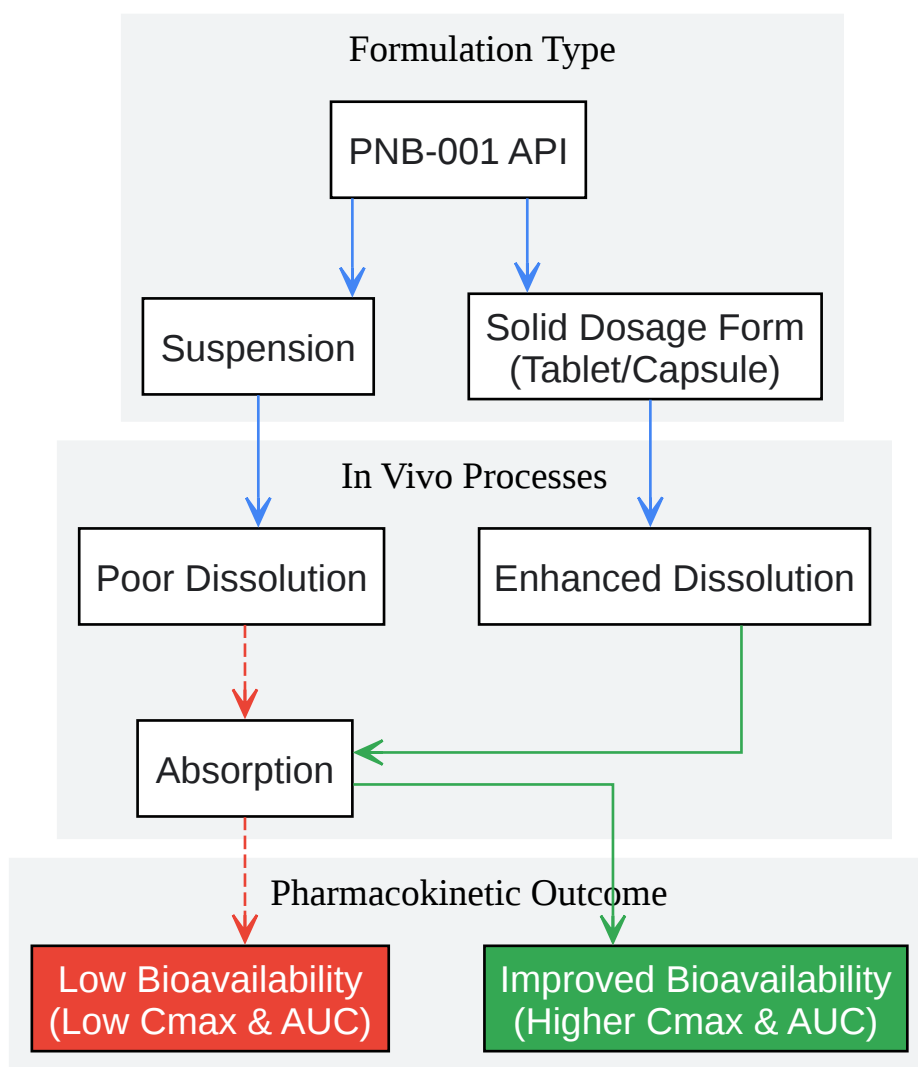 Formulation Type
PNB-001 API
Suspension
Solid Dosage Form
(Tablet/Capsule)
In Vivo Processes
Poor Dissolution
Enhanced Dissolution
Absorption
Pharmacokinetic Outcome
Low Bioavailability
(Low Cmax & AUC)
Improved Bioavailability
(Higher Cmax & AUC)